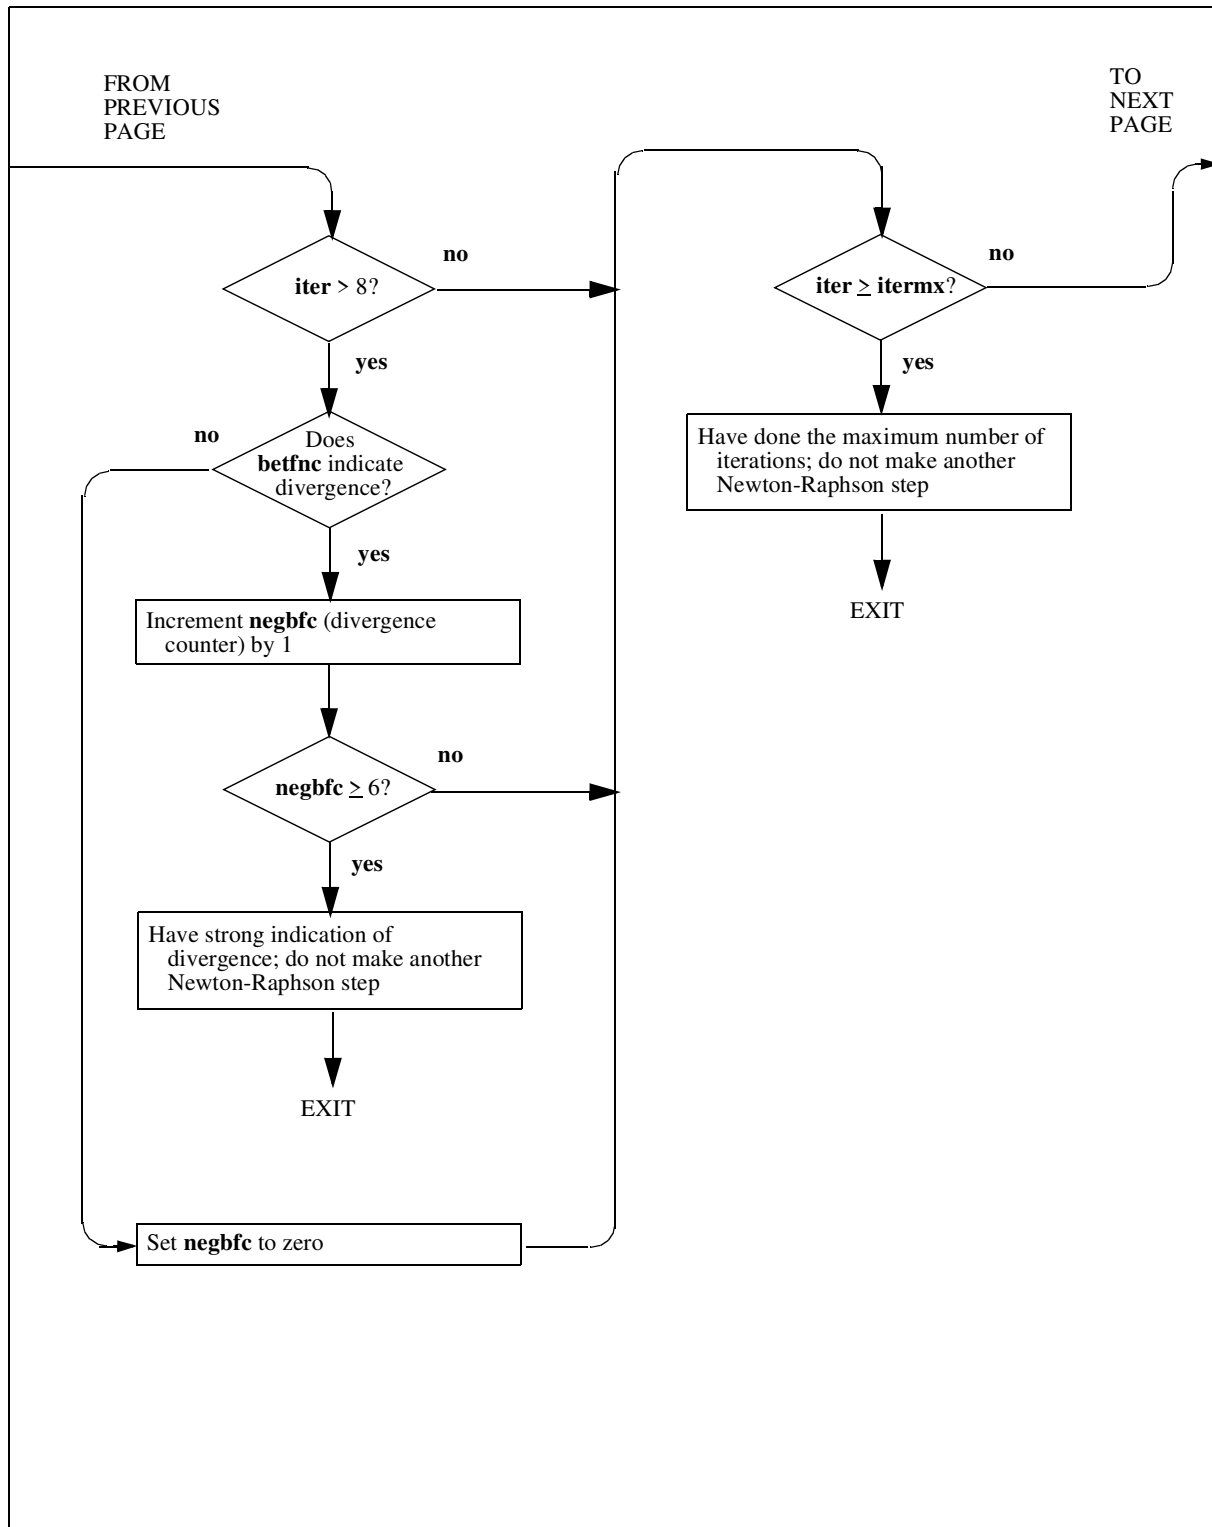 FROM
PREVIOUS
PAGE
iter > 8?
no
yes
no
Does
betfnc indicate
divergence?
yes
Increment negbfc (divergence
counter) by 1
negbfc ≥ 6?
no
yes
Have strong indication of
divergence; do not make another
Newton-Raphson step
EXIT
Set negbfc to zero
TO
NEXT
PAGE
iter ≥ itermx?
no
yes
Have done the maximum number of
iterations; do not make another
Newton-Raphson step
EXIT